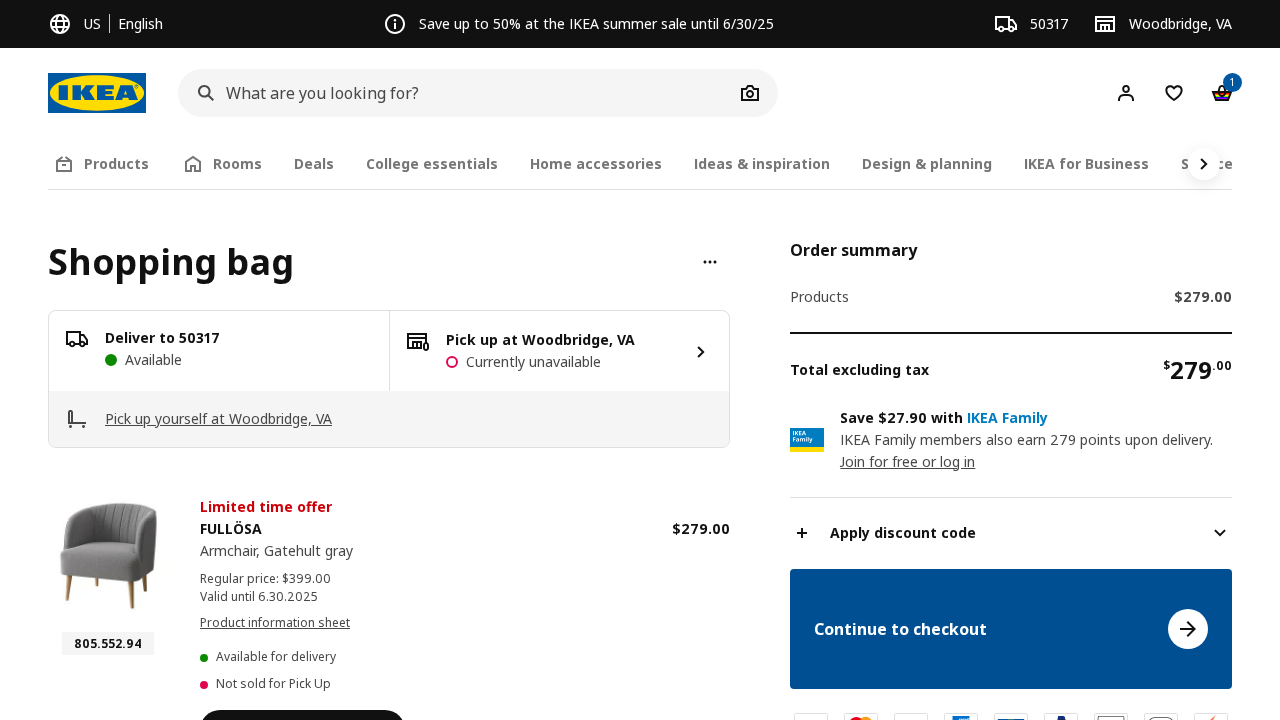 US
English
Save up to 50% at the IKEA summer sale until 6/30/25
50317
Woodbridge, VA
IKEA
What are you looking for?
1
Products
Rooms
Deals
College essentials
Home accessories
Ideas & inspiration
Design & planning
IKEA for Business
Shopping bag
Deliver to 50317
Available
Pick up at Woodbridge, VA
Currently unavailable
Pick up yourself at Woodbridge, VA
Limited time offer
FULLÖSA
$279.00
Armchair, Gatehult gray
Regular price: $399.00
Valid until 6.30.2025
Product information sheet
805.552.94
Available for delivery
Not sold for Pick Up
Order summary
Products
$279.00
Total excluding tax
$279.00
Save $27.90 with IKEA Family
IKEA Family
IKEA Family members also earn 279 points upon delivery.
Join for free or log in
Apply discount code
Continue to checkout